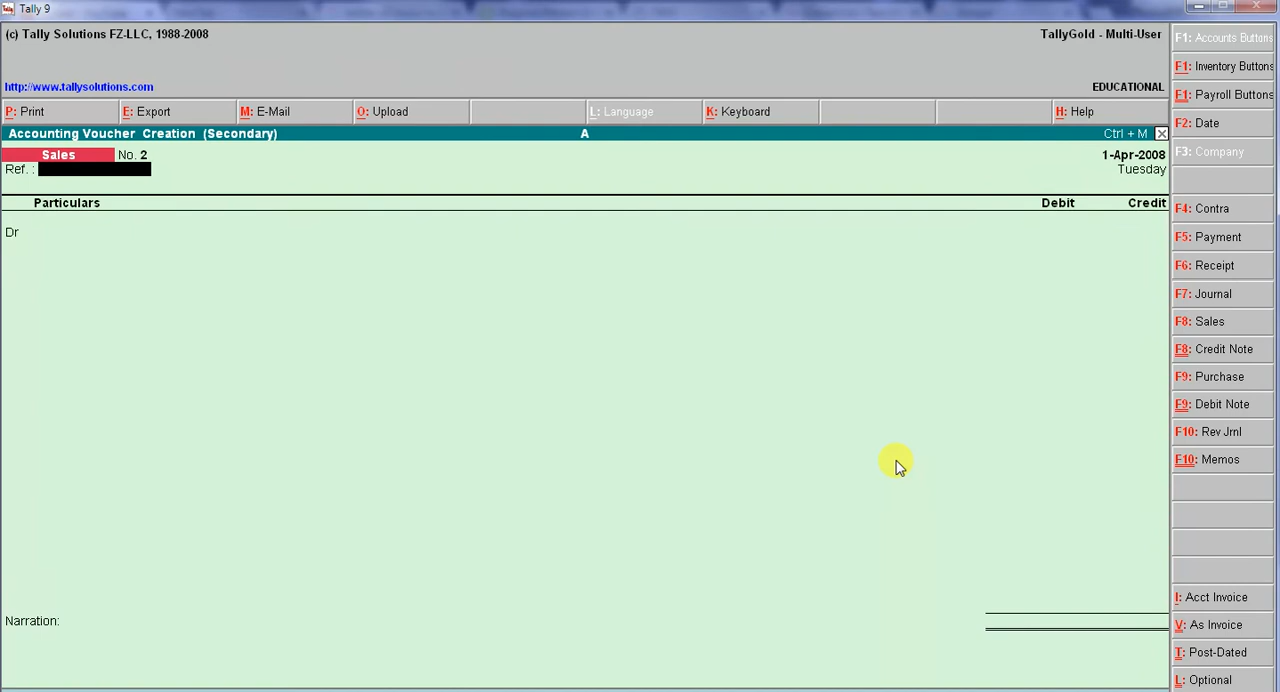 Tally 9
(c) Tally Solutions FZ-LLC, 1988-2008
TallyGold - Multi-User
http://www.tallysolutions.com
EDUCATIONAL
P: Print
E: Export
M: E-Mail
O: Upload
L: Language
K: Keyboard
H: Help
Accounting Voucher Creation (Secondary)
A
Ctrl + M
Sales No. 2
1-Apr-2008
Ref. :
Tuesday
Particulars
Debit
Credit
Dr
Narration:
F1: Accounts Buttons
F1: Inventory Buttons
F1: Payroll Buttons
F2: Date
F3: Company
F4: Contra
F5: Payment
F6: Receipt
F7: Journal
F8: Sales
F8: Credit Note
F9: Purchase
F9: Debit Note
F10: Rev Jrnl
F10: Memos
I: Acct Invoice
V: As Invoice
T: Post-Dated
L: Optional